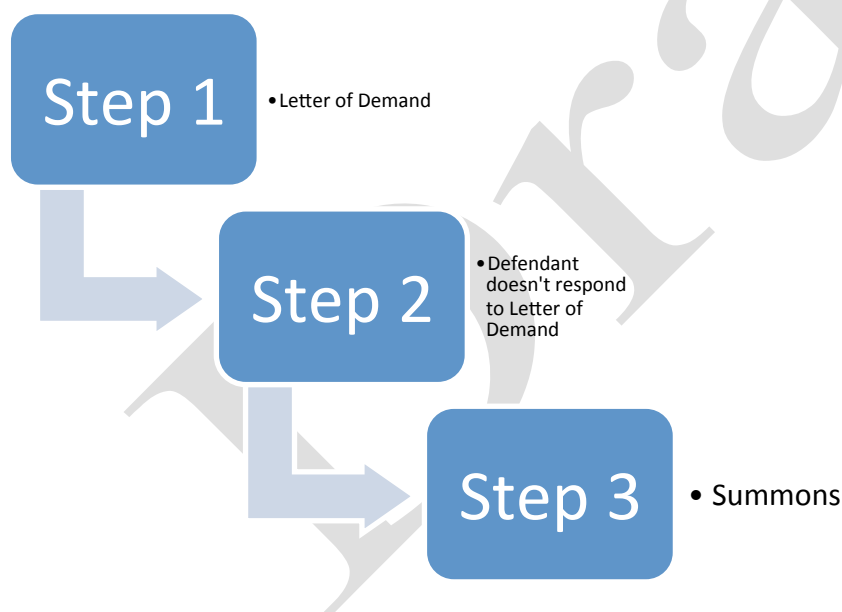 Step 1
•Letter of Demand
Step 2
•Defendant
doesn't respond
to Letter of
Demand
Step 3
• Summons